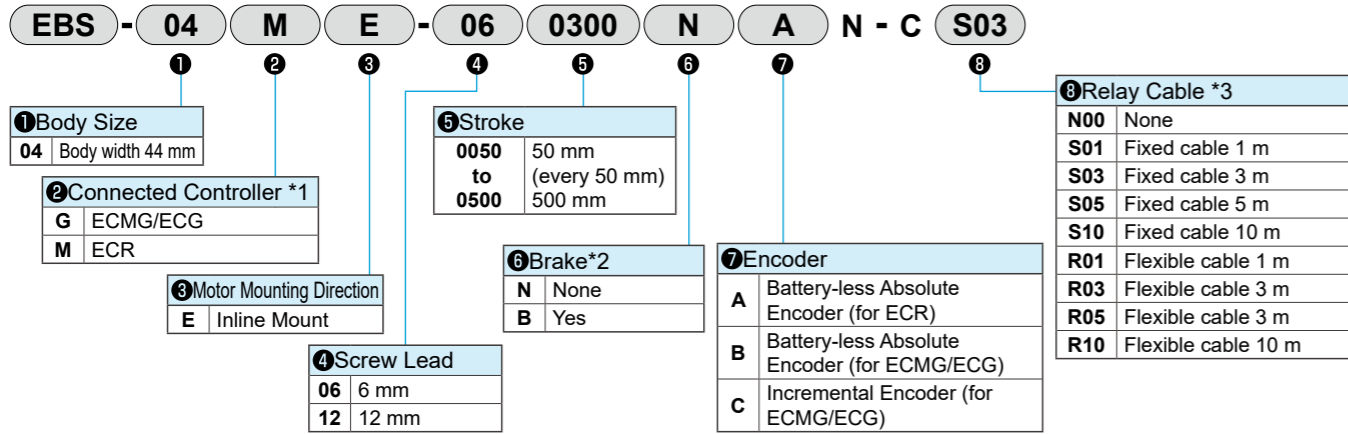 EBS - 04 M E - 06 0300 N A N - C S03
❶ ❷ ❸ ❹ ❺ ❻ ❼ ❽
❶Body Size
04 Body width 44 mm
❷Connected Controller *1
G ECMG/ECG
M ECR
❸Motor Mounting Direction
E Inline Mount
❹Screw Lead
06 6 mm
12 12 mm
❺Stroke
0050 50 mm
to (every 50 mm)
0500 500 mm
❻Brake*2
N None
B Yes
❼Encoder
A Battery-less Absolute
Encoder (for ECR)
B Battery-less Absolute
Encoder (for ECMG/ECG)
C Incremental Encoder (for
ECMG/ECG)
❽Relay Cable *3
N00 None
S01 Fixed cable 1 m
S03 Fixed cable 3 m
S05 Fixed cable 5 m
S10 Fixed cable 10 m
R01 Flexible cable 1 m
R03 Flexible cable 3 m
R05 Flexible cable 3 m
R10 Flexible cable 10 m